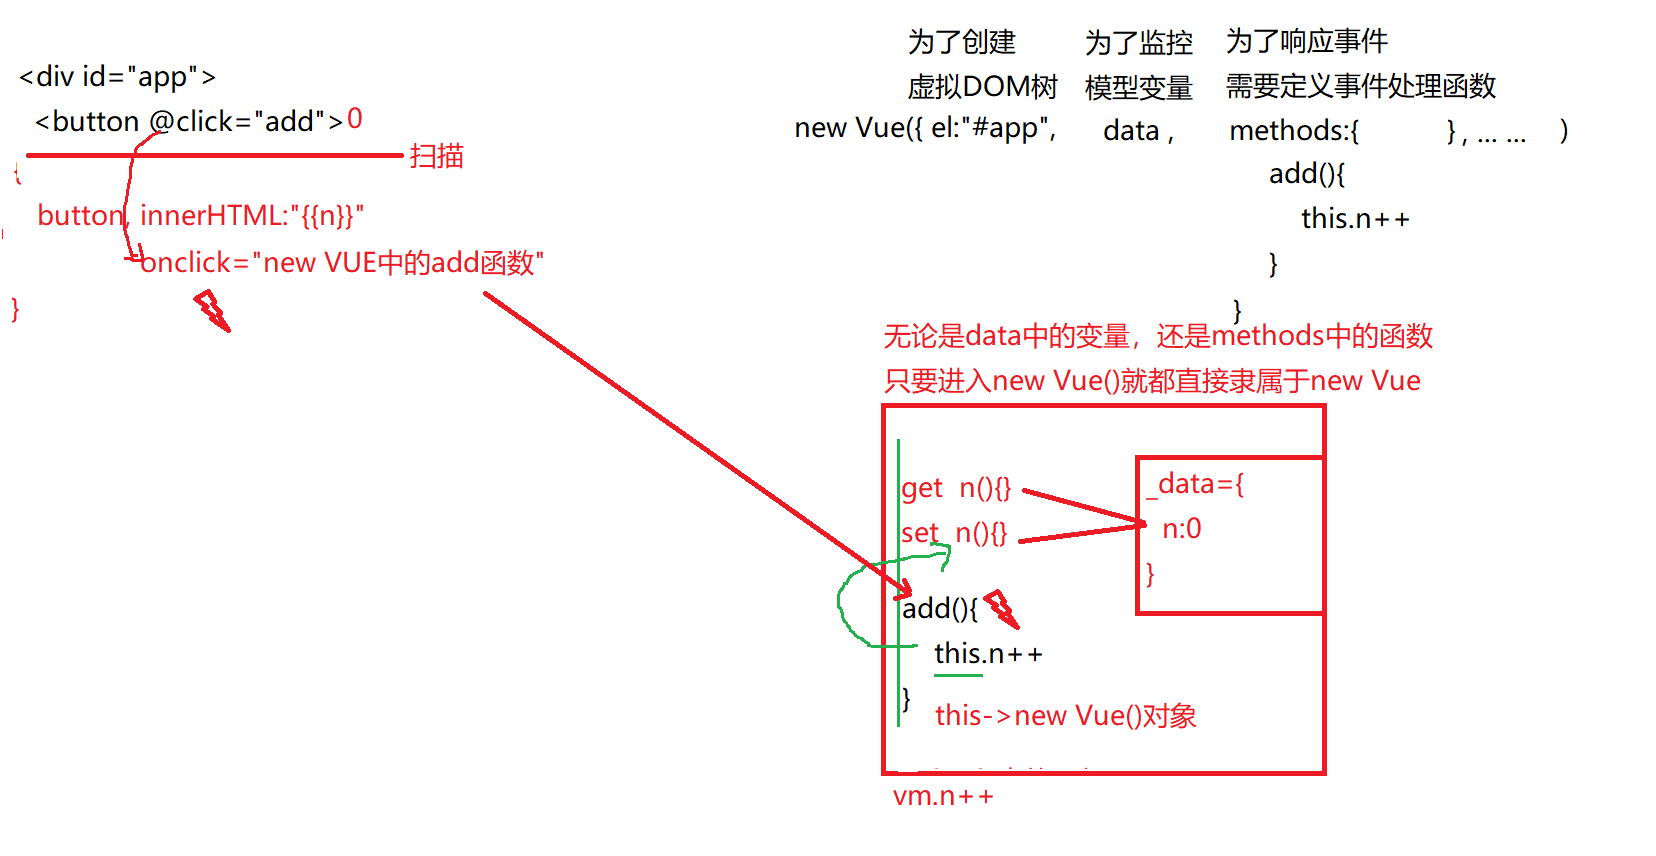 <div id="app">
<button @click="add">0
扫描
{
button, innerHTML:"{{n}}"
onclick="new VUE中的add函数"
}
为了创建
虚拟DOM树
为了监控
模型变量
为了响应事件
需要定义事件处理函数
new Vue({ el:"#app", data , methods:{ } , ... ... )
add(){
this.n++
}
}
无论是data中的变量，还是methods中的函数
只要进入new Vue()就都直接隶属于new Vue
get n(){}
set n(){}
_data={
n:0
}
add(){
this.n++
}
this->new Vue()对象
vm.n++